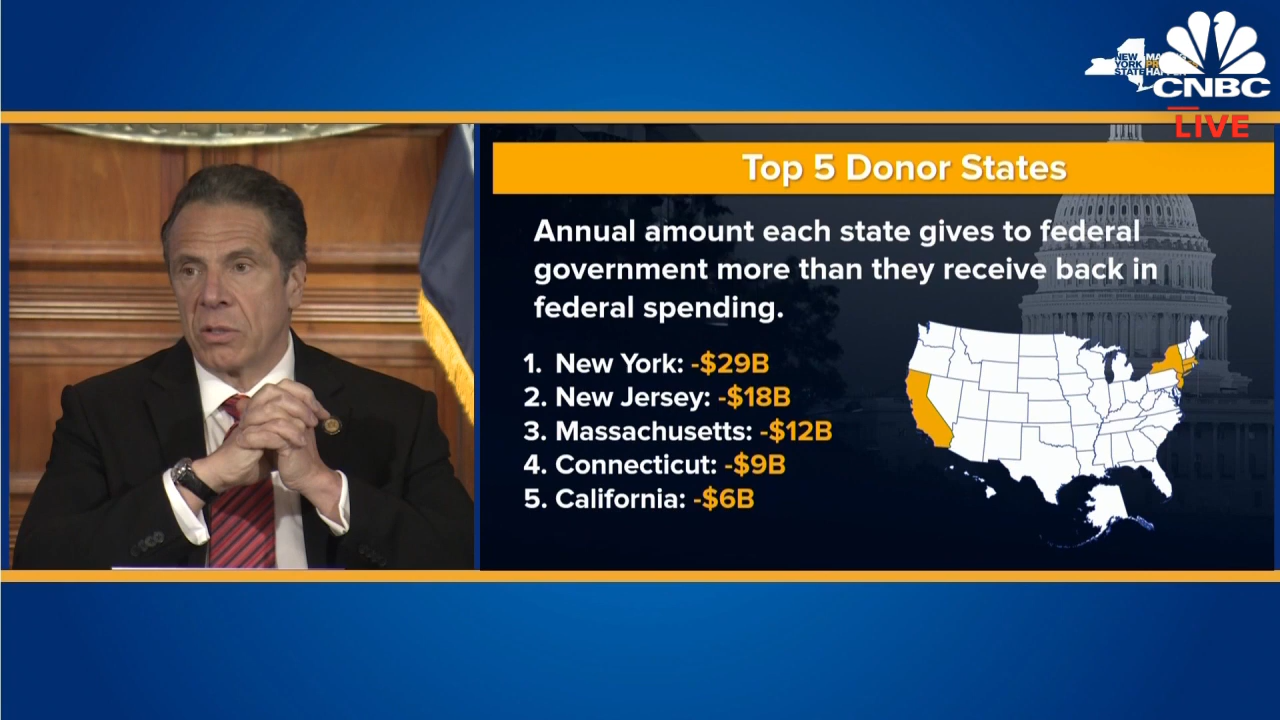 NEW
YORK
STATE
CNBC
LIVE
Top 5 Donor States
Annual amount each state gives to federal
government more than they receive back in
federal spending.
1. New York: -$29B
2. New Jersey: -$18B
3. Massachusetts: -$12B
4. Connecticut: -$9B
5. California: -$6B